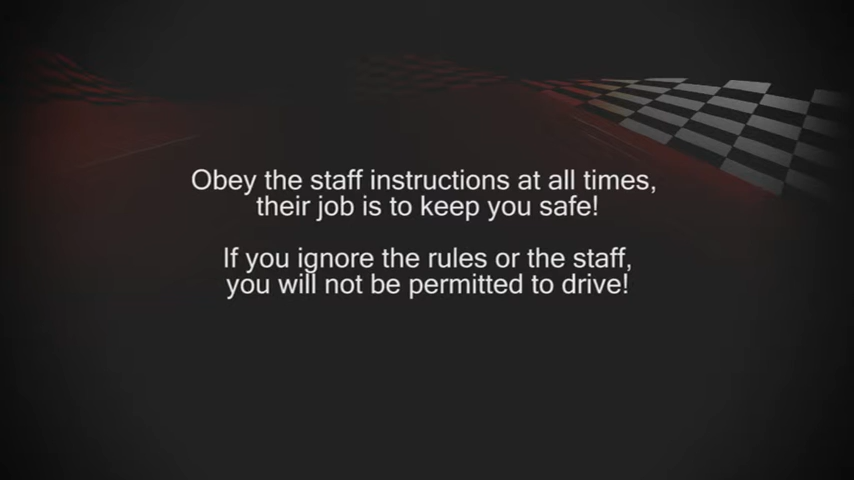 Obey the staff instructions at all times,
their job is to keep you safe!
If you ignore the rules or the staff,
you will not be permitted to drive!